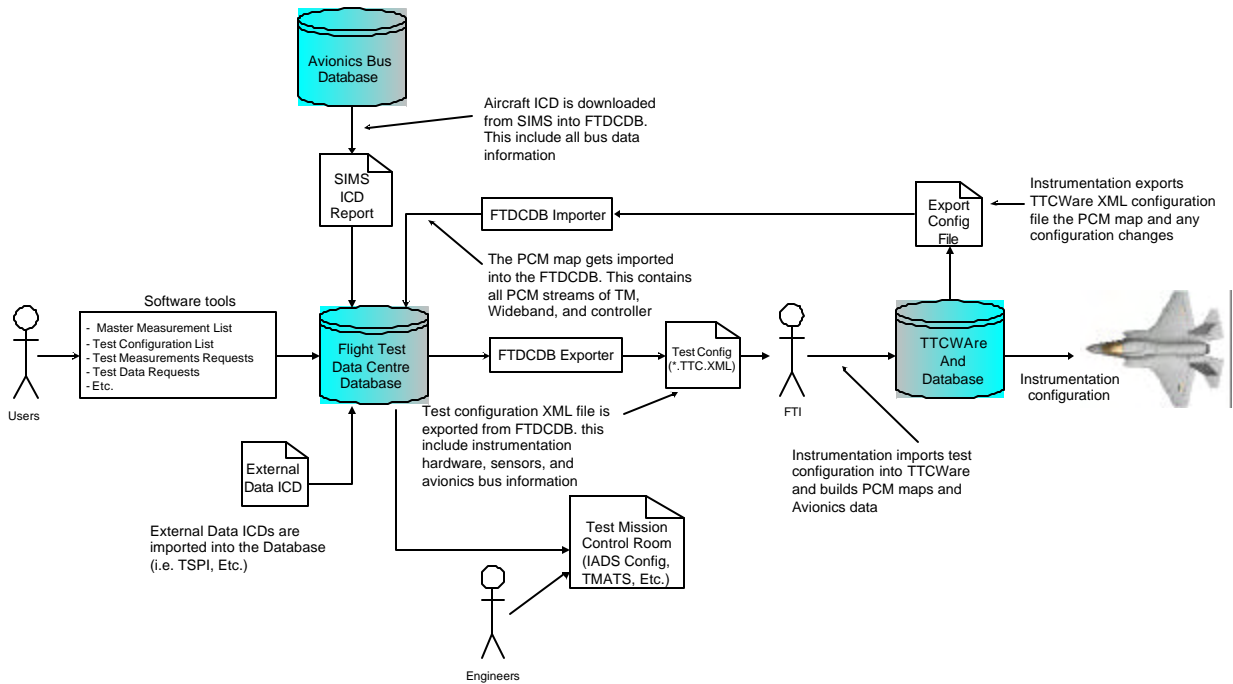 Avionics Bus
Database
Aircraft ICD is downloaded
from SIMS into FTDCDB.
This include all bus data
information
SIMS
ICD
Report
FTDCDB Importer
Export
Config
File
Instrumentation exports
TTCWare XML configuration
file the PCM map and any
configuration changes
The PCM map gets imported
into the FTDCDB. This contains
all PCM streams of TM,
Wideband, and controller
Software tools
- Master Measurement List
- Test Configuration List
- Test Measurements Requests
- Test Data Requests
- Etc.
Users
Flight Test
Data Centre
Database
FTDCDB Exporter
Test Config
(*.TTC.XML)
FTI
TTCWAre
And
Database
Instrumentation
configuration
Test configuration XML file is
exported from FTDCDB. this
include instrumentation
hardware, sensors, and
avionics bus information
Instrumentation imports test
configuration into TTCWare
and builds PCM maps and
Avionics data
External
Data ICD
External Data ICDs are
imported into the Database
(i.e. TSPI, Etc.)
Test Mission
Control Room
(IADS Config,
TMATS, Etc.)
Engineers